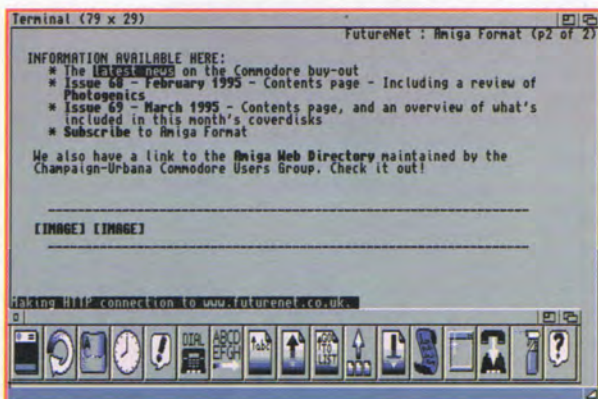 Terminal (79 x 29)
FutureNet : Amiga Format (p2 of 2)
INFORMATION AVAILABLE HERE:
* The latest news on the Commodore buy-out
* Issue 68 - February 1995 - Contents page - Including a review of
Photogenics
* Issue 69 - March 1995 - Contents page, and an overview of what's
included in this month's coverdisks
* Subscribe to Amiga Format
We also have a link to the Amiga Web Directory maintained by the
Champaign-Urbana Commodore Users Group. Check it out!
[IMAGE] [IMAGE]
Making HTTP connection to www.futurenet.co.uk.
A
!
DIAL
ABCD
EFGH
?abc
GO
TO
LIST
?